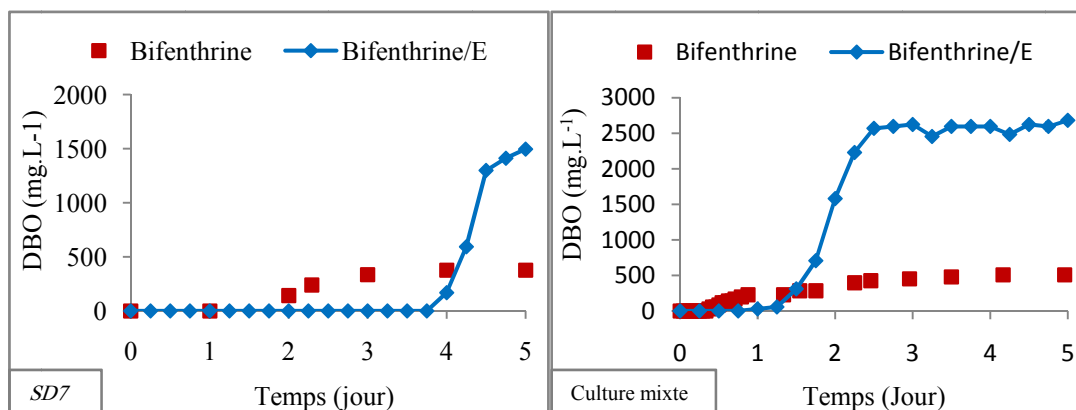 Bifenthrine Bifenthrine/E
DBO (mg.L-1)
2000
1500
1000
500
0
0 1 2 3 4 5
Temps (jour)
SD7
Bifenthrine Bifenthrine/E
DBO (mg.L⁻¹)
3000
2500
2000
1500
1000
500
0
0 1 2 3 4 5
Temps (Jour)
Culture mixte